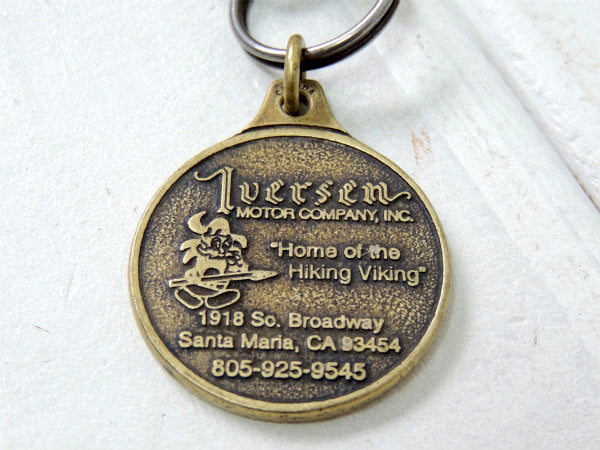 CANADA
Iversen
MOTOR COMPANY, INC.
"Home of the
Hiking Viking"
1918 So. Broadway
Santa Maria, CA 93454
805-925-9545